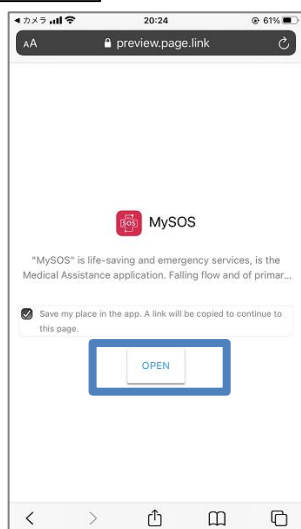 カメラ 20:24 61%
AA preview.page.link
SOS MySOS
"MySOS" is life-saving and emergency services, is the
Medical Assistance application. Falling flow and of primar...
Save my place in the app. A link will be copied to continue to
this page.
OPEN